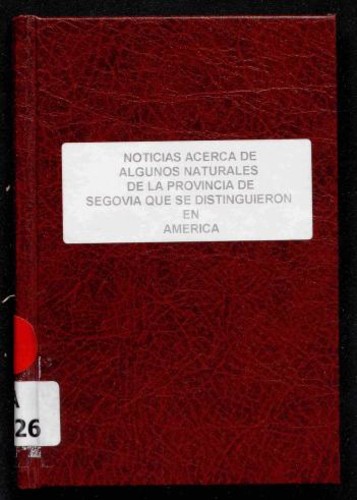 NOTICIAS ACERCA DE
ALGUNOS NATURALES
DE LA PROVINCIA DE
SEGOVIA QUE SE DISTINGUIERON
EN
AMERICA
A
26